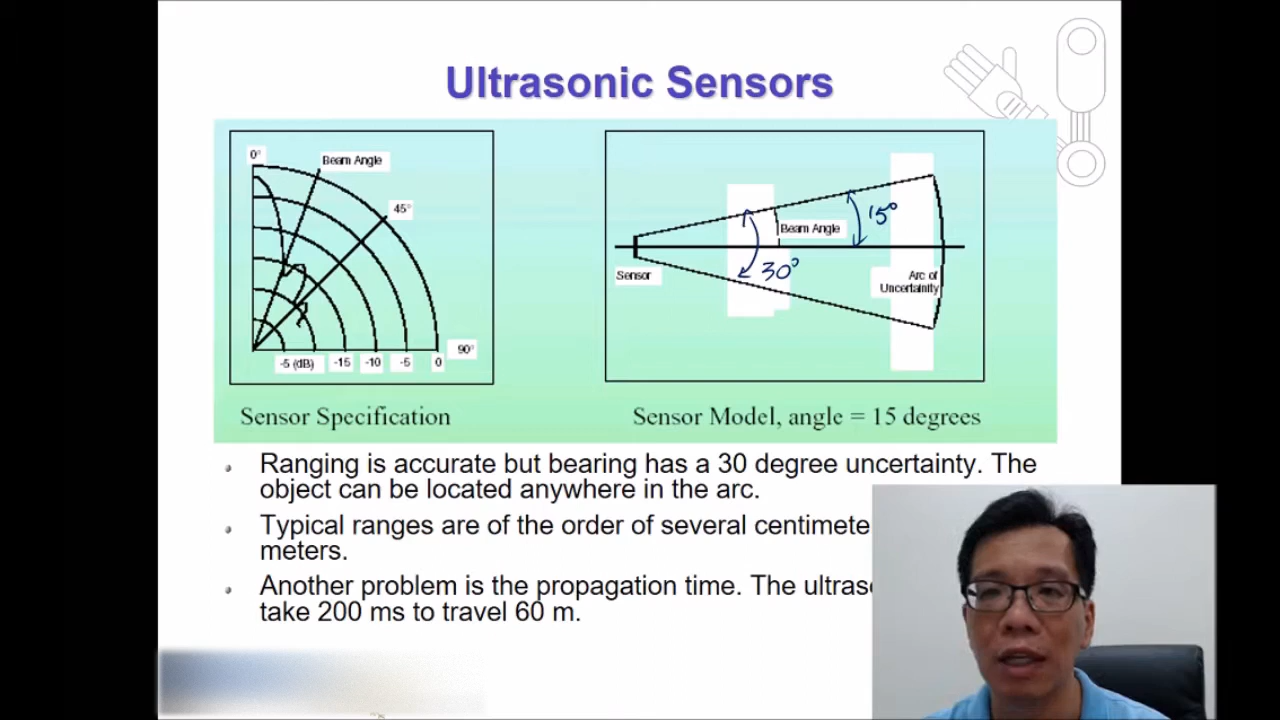 Ultrasonic Sensors
0°
Beam Angle
45°
90°
-5 (dB)
-15
-10
-5
0
Sensor Specification
15°
Beam Angle
30°
Sensor
Arc of
Uncertainty
Sensor Model, angle = 15 degrees
Ranging is accurate but bearing has a 30 degree uncertainty. The
object can be located anywhere in the arc.
Typical ranges are of the order of several
meters.
Another problem is the propagation time. The
take 200 ms to travel 60 m.